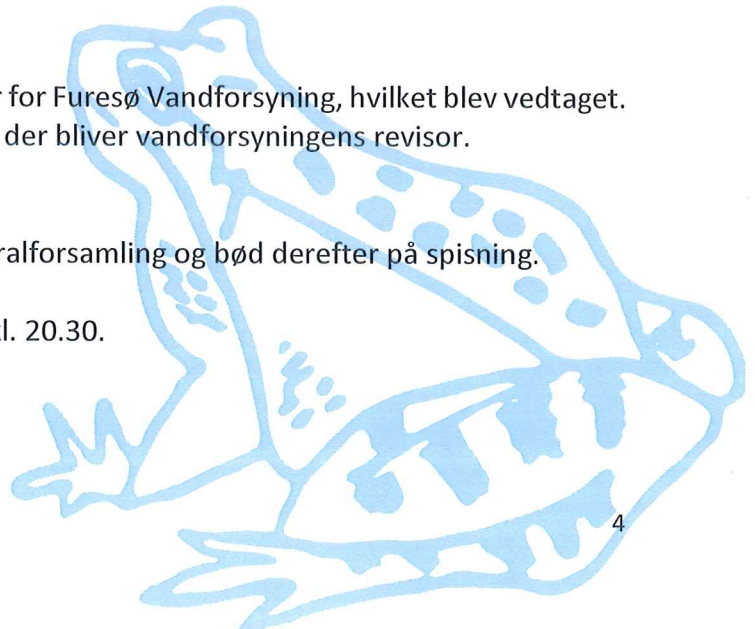 for Furesø Vandforsyning, hvilket blev vedtaget.
der bliver vandforsyningens revisor.
ralforsamling og bød derefter på spisning.
kl. 20.30.
4